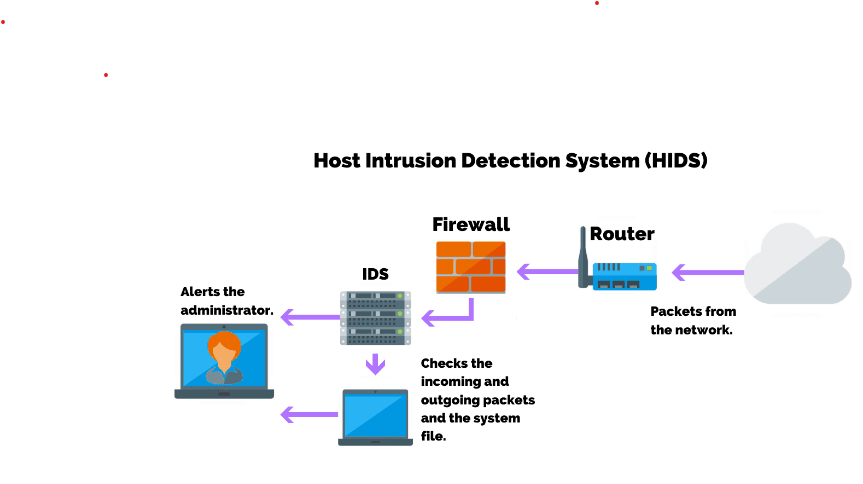 Host Intrusion Detection System (HIDS)
Firewall
Router
IDS
Alerts the
administrator.
Packets from
the network.
Checks the
incoming and
outgoing packets
and the system
file.